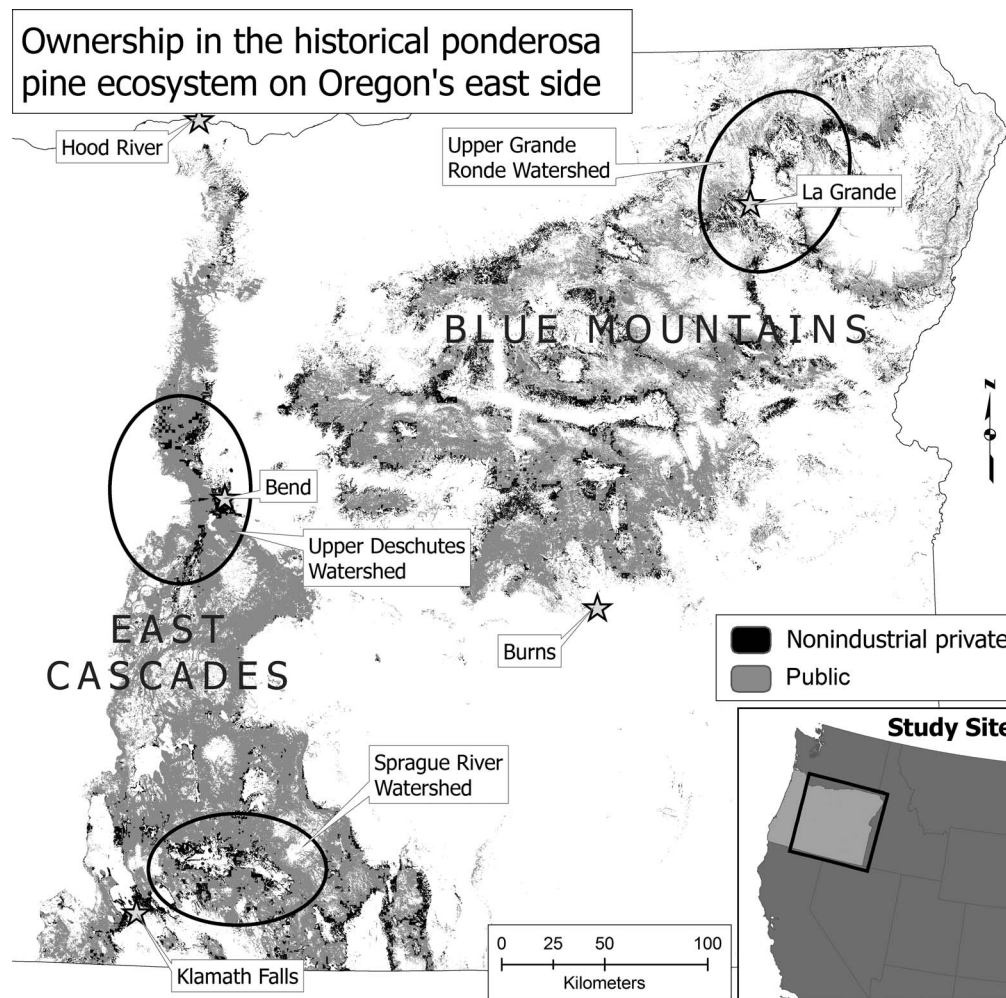 Ownership in the historical ponderosa
pine ecosystem on Oregon's east side
Hood River
Upper Grande
Ronde Watershed
La Grande
BLUE MOUNTAINS
N
Bend
Upper Deschutes
Watershed
EAST
CASCADES
Burns
Nonindustrial private
Public
Study Site
Sprague River
Watershed
Klamath Falls
0 25 50 100
Kilometers